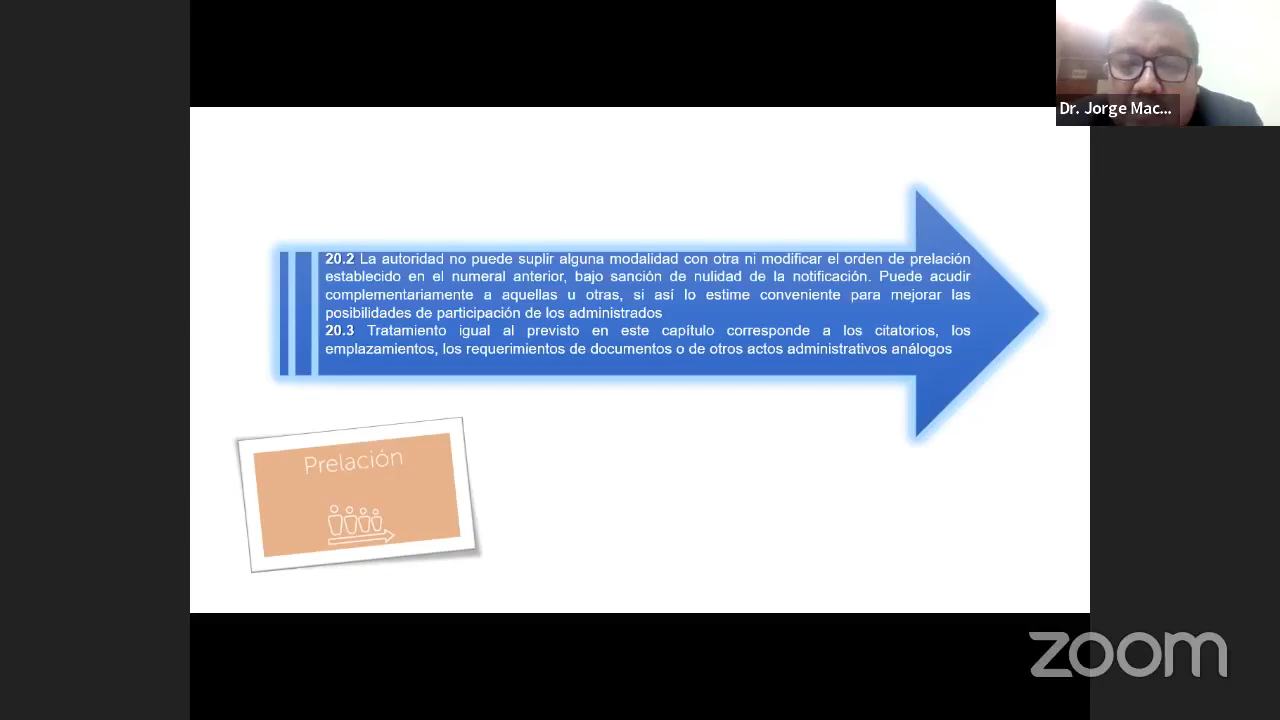 Dr. Jorge Mac...
20.2 La autoridad no puede suplir alguna modalidad con otra ni modificar el orden de prelación
establecido en el numeral anterior, bajo sanción de nulidad de la notificación. Puede acudir
complementariamente a aquellas u otras, si así lo estime conveniente para mejorar las
posibilidades de participación de los administrados
20.3 Tratamiento igual al previsto en este capítulo corresponde a los citatorios, los
emplazamientos, los requerimientos de documentos o de otros actos administrativos análogos
Prelación
zoom